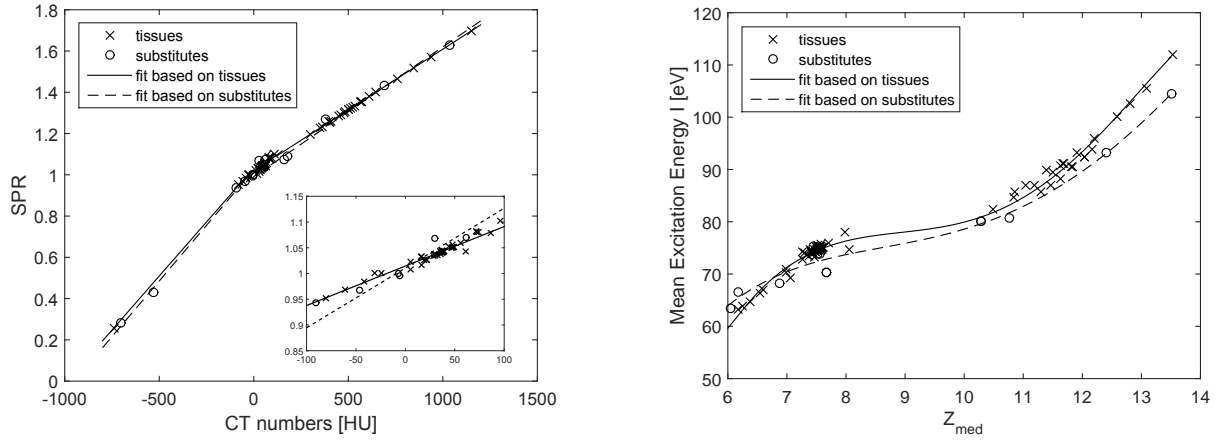 1.8
1.6
1.4
1.2
1
0.8
0.6
0.4
0.2
0
SPR
-1000 -500 0 500 1000 1500
CT numbers [HU]
tissues
substitutes
fit based on tissues
fit based on substitutes
1.15
1.1
1.05
1
0.95
0.9
0.85
-100 -50 0 50 100
120
110
100
90
80
70
60
50
Mean Excitation Energy I [eV]
6 7 8 9 10 11 12 13 14
Z_med
tissues
substitutes
fit based on tissues
fit based on substitutes